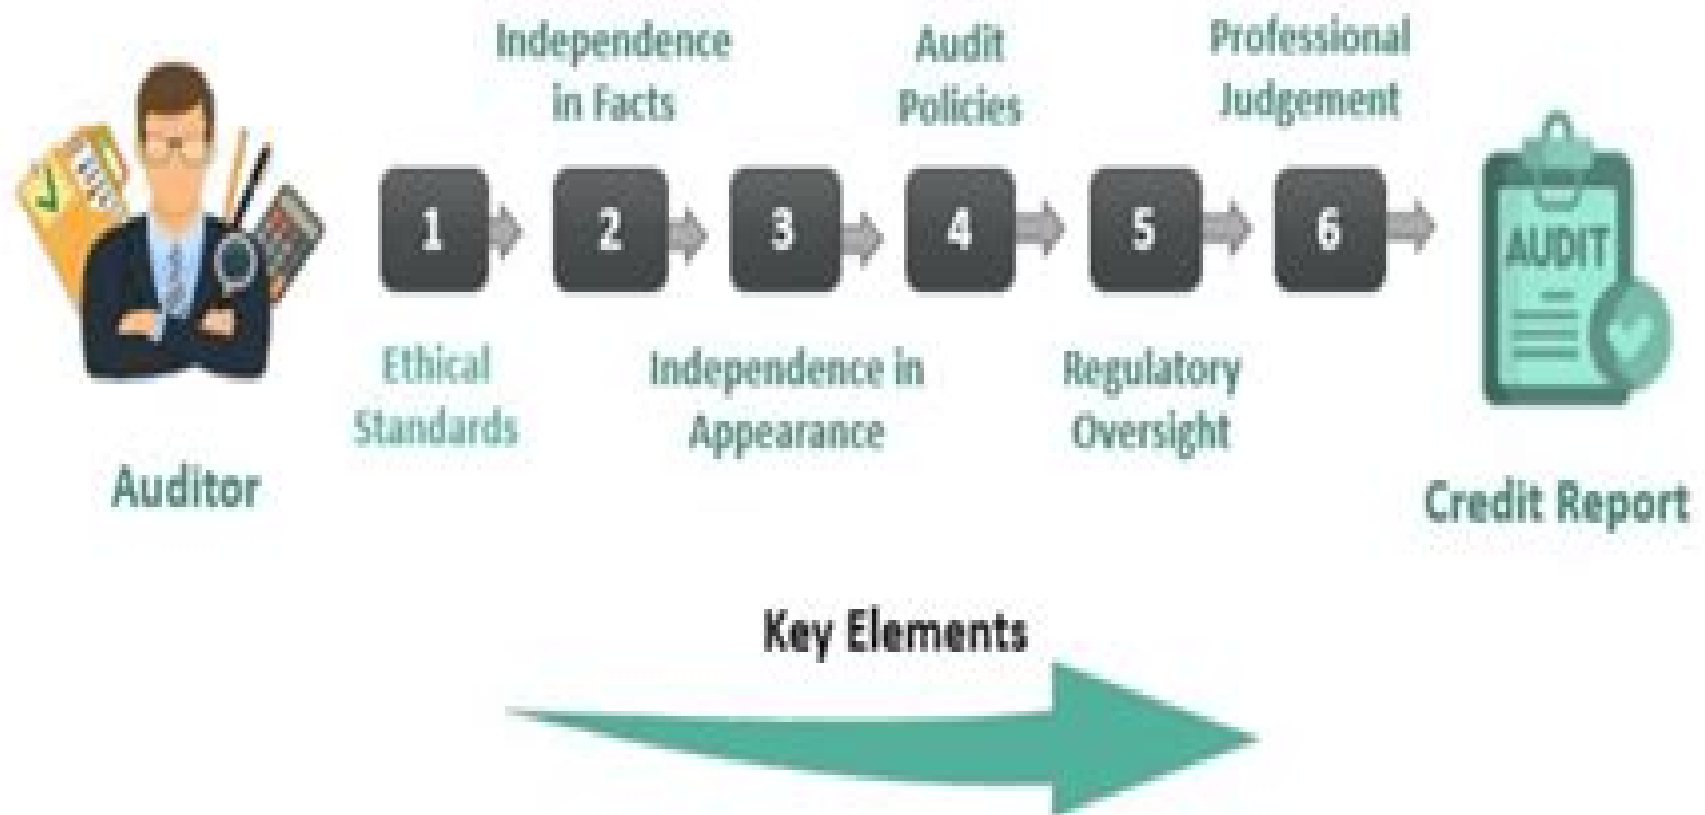 Independence
in Facts
Audit
Policies
Professional
Judgement
1
2
3
4
5
6
AUDIT
Ethical
Standards
Independence in
Appearance
Regulatory
Oversight
Auditor
Credit Report
Key Elements